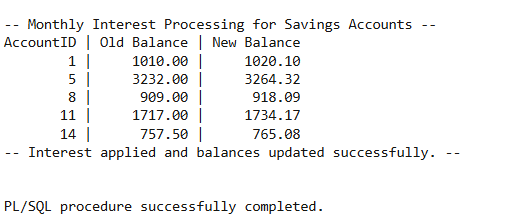 -- Monthly Interest Processing for Savings Accounts --
AccountID | Old Balance | New Balance
1 | 1010.00 | 1020.10
5 | 3232.00 | 3264.32
8 | 909.00 | 918.09
11 | 1717.00 | 1734.17
14 | 757.50 | 765.08
-- Interest applied and balances updated successfully. --
PL/SQL procedure successfully completed.